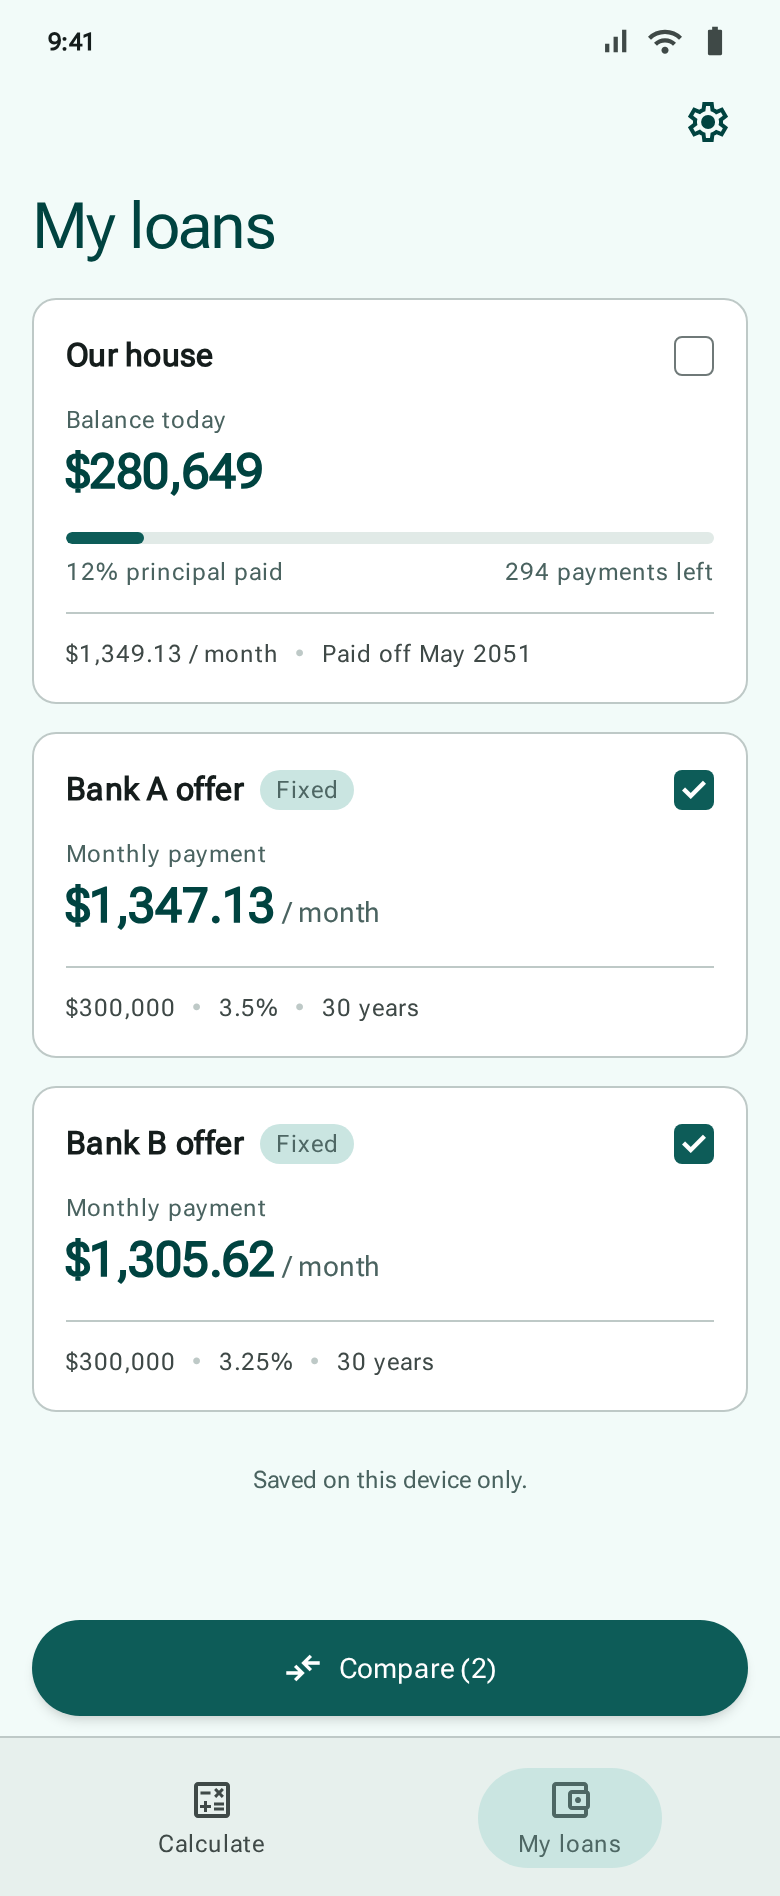 9:41
My loans
Our house
Balance today
$280,649
12% principal paid 294 payments left
$1,349.13 / month • Paid off May 2051
Bank A offer Fixed
Monthly payment
$1,347.13 / month
$300,000 • 3.5% • 30 years
Bank B offer Fixed
Monthly payment
$1,305.62 / month
$300,000 • 3.25% • 30 years
Saved on this device only.
Compare (2)
Calculate My loans